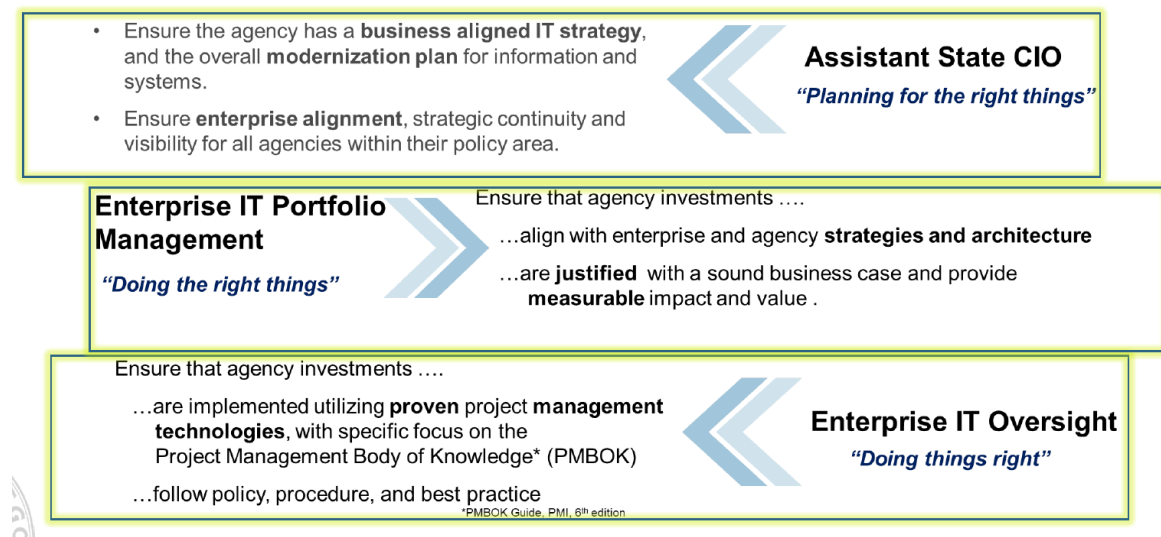 • Ensure the agency has a business aligned IT strategy,
and the overall modernization plan for information and
systems.
• Ensure enterprise alignment, strategic continuity and
visibility for all agencies within their policy area.
Assistant State CIO
“Planning for the right things”
Enterprise IT Portfolio
Management
“Doing the right things”
Ensure that agency investments ….
…align with enterprise and agency strategies and architecture
…are justified with a sound business case and provide
measurable impact and value .
Ensure that agency investments ….
…are implemented utilizing proven project management
technologies, with specific focus on the
Project Management Body of Knowledge* (PMBOK)
…follow policy, procedure, and best practice
*PMBOK Guide, PMI, 6th edition
Enterprise IT Oversight
“Doing things right”